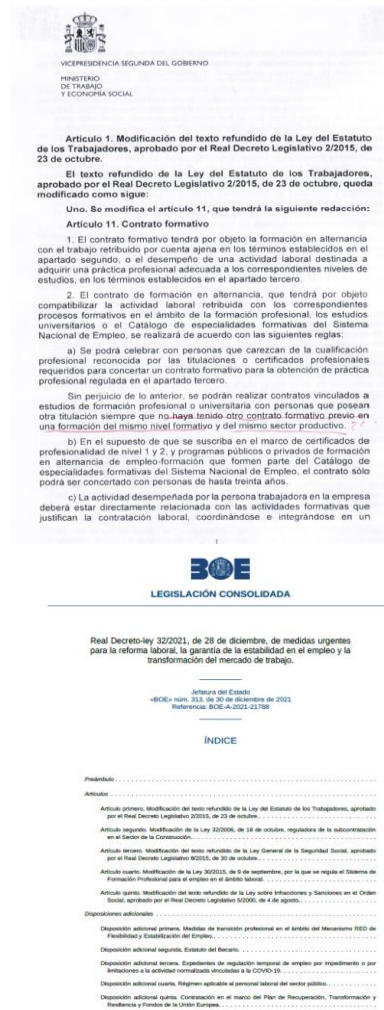 VICEPRESIDENCIA SEGUNDA DEL GOBIERNO
MINISTERIO
DE TRABAJO
Y ECONOMÍA SOCIAL
Artículo 1. Modificación del texto refundido de la Ley del Estatuto
de los Trabajadores, aprobado por el Real Decreto Legislativo 2/2015, de
23 de octubre.
El texto refundido de la Ley del Estatuto de los Trabajadores,
aprobado por el Real Decreto Legislativo 2/2015, de 23 de octubre, queda
modificado como sigue:
Uno. Se modifica el artículo 11, que tendrá la siguiente redacción:
Artículo 11. Contrato formativo
1. El contrato formativo tendrá por objeto la formación en alternancia
con el trabajo retribuido por cuenta ajena en los términos establecidos en el
apartado segundo, o el desempeño de una actividad laboral destinada a
adquirir una práctica profesional adecuada a los correspondientes niveles de
estudios, en los términos establecidos en el apartado tercero.
2. El contrato de formación en alternancia, que tendrá por objeto
compatibilizar la actividad laboral retribuida con los correspondientes
procesos formativos en el ámbito de la formación profesional, los estudios
universitarios o el Catálogo de especialidades formativas del Sistema
Nacional de Empleo, se realizará de acuerdo con las siguientes reglas:
a) Se podrá celebrar con personas que carezcan de la cualificación
profesional reconocida por las titulaciones o certificados profesionales
requeridos para concertar un contrato formativo para la obtención de práctica
profesional regulada en el apartado tercero.
Sin perjuicio de lo anterior, se podrán realizar contratos vinculados a
estudios de formación profesional o universitaria con personas que posean
otra titulación siempre que no haya tenido otro contrato formativo previo en
una formación del mismo nivel formativo y del mismo sector productivo.
b) En el supuesto de que se suscriba en el marco de certificados de
profesionalidad de nivel 1 y 2, y programas públicos o privados de formación
en alternancia de empleo-formación que formen parte del Catálogo de
especialidades formativas del Sistema Nacional de Empleo, el contrato sólo
podrá ser concertado con personas de hasta treinta años.
c) La actividad desempeñada por la persona trabajadora en la empresa
deberá estar directamente relacionada con las actividades formativas que
justifican la contratación laboral, coordinándose e integrándose en un
BOE
LEGISLACIÓN CONSOLIDADA
Real Decreto-ley 32/2021, de 28 de diciembre, de medidas urgentes
para la reforma laboral, la garantía de la estabilidad en el empleo y la
transformación del mercado de trabajo.
Jefatura del Estado
«BOE» núm. 313, de 30 de diciembre de 2021
Referencia: BOE-A-2021-21788
ÍNDICE
Preámbulo
Artículos
Artículo primero. Modificación del texto refundido de la Ley del Estatuto de los Trabajadores, aprobado
por el Real Decreto Legislativo 2/2015, de 23 de octubre.
Artículo segundo. Modificación de la Ley 32/2006, de 18 de octubre, reguladora de la subcontratación
en el Sector de la Construcción.
Artículo tercero. Modificación del texto refundido de la Ley General de la Seguridad Social, aprobado
por el Real Decreto Legislativo 8/2015, de 30 de octubre.
Artículo cuarto. Modificación de la Ley 30/2015, de 9 de septiembre, por la que se regula el Sistema de
Formación Profesional para el empleo en el ámbito laboral.
Artículo quinto. Modificación del texto refundido de la Ley sobre Infracciones y Sanciones en el Orden
Social, aprobado por el Real Decreto Legislativo 5/2000, de 4 de agosto.
Disposiciones adicionales
Disposición adicional primera. Medidas de transición profesional en el ámbito del Mecanismo RED de
Flexibilidad y Estabilización del Empleo.
Disposición adicional segunda. Estatuto del Becario.
Disposición adicional tercera. Expedientes de regulación temporal de empleo por impedimento o por
limitaciones a la actividad normalizada vinculadas a la COVID-19.
Disposición adicional cuarta. Régimen aplicable al personal laboral del sector público.
Disposición adicional quinta. Contratación en el marco del Plan de Recuperación, Transformación y
Resiliencia y Fondos de la Unión Europea.